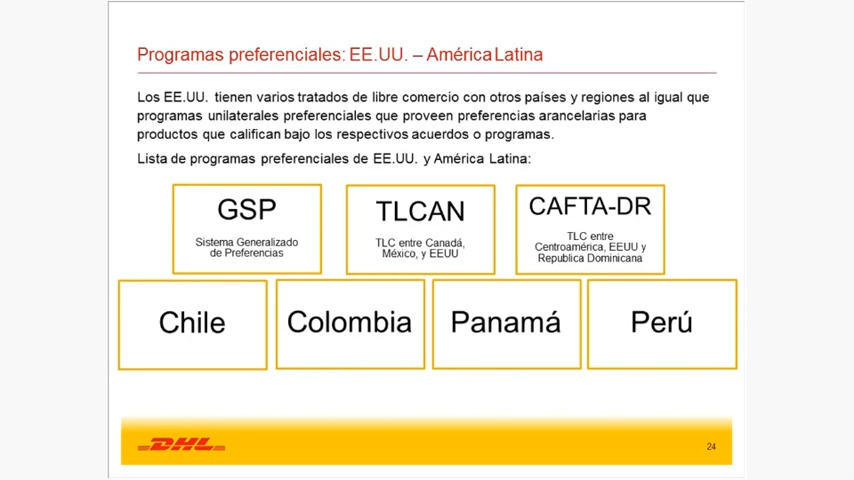 Programas preferenciales: EE.UU. – América Latina
Los EE.UU. tienen varios tratados de libre comercio con otros países y regiones al igual que
programas unilaterales preferenciales que proveen preferencias arancelarias para
productos que califican bajo los respectivos acuerdos o programas.
Lista de programas preferenciales de EE.UU. y América Latina:
GSP
Sistema Generalizado
de Preferencias
TLCAN
TLC entre Canadá,
México, y EEUU
CAFTA-DR
TLC entre
Centroamérica, EEUU y
Republica Dominicana
Chile
Colombia
Panamá
Perú
DHL
24